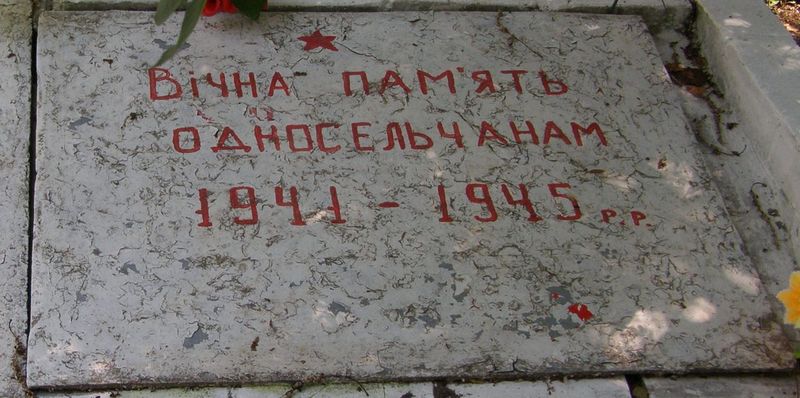 Вічна пам'ять
односельчанам
1941 - 1945 р.р.